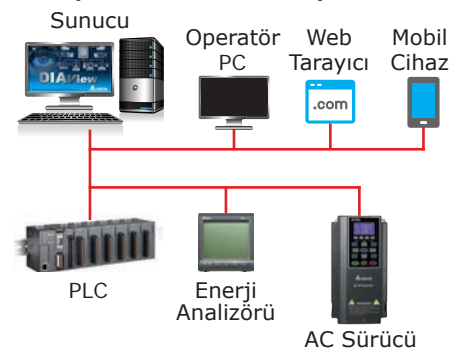 Sunucu
Operatör
PC
Web
Tarayıcı
Mobil
Cihaz
DIAView
.com
PLC
Enerji
Analizörü
AC Sürücü